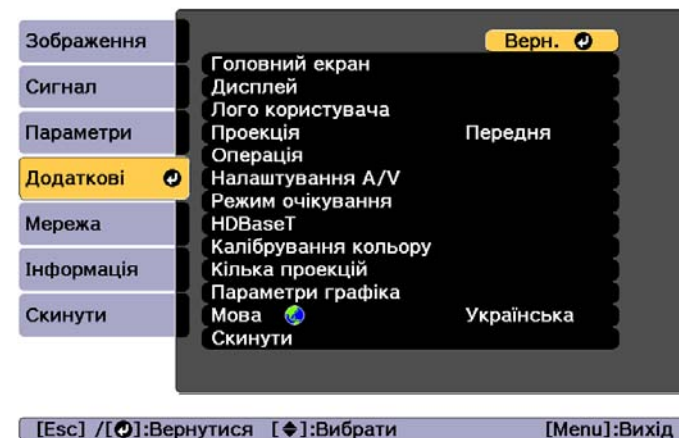 Зображення
Сигнал
Параметри
Додаткові
Мережа
Інформація
Скинути
Верн.
Головний екран
Дисплей
Лого користувача
Проекція Передня
Операція
Налаштування A/V
Режим очікування
HDBaseT
Калібрування кольору
Кілька проекцій
Параметри графіка
Мова Українська
Скинути
[Esc] /[⏎]:Вернутися [◆]:Вибрати [Menu]:Вихід